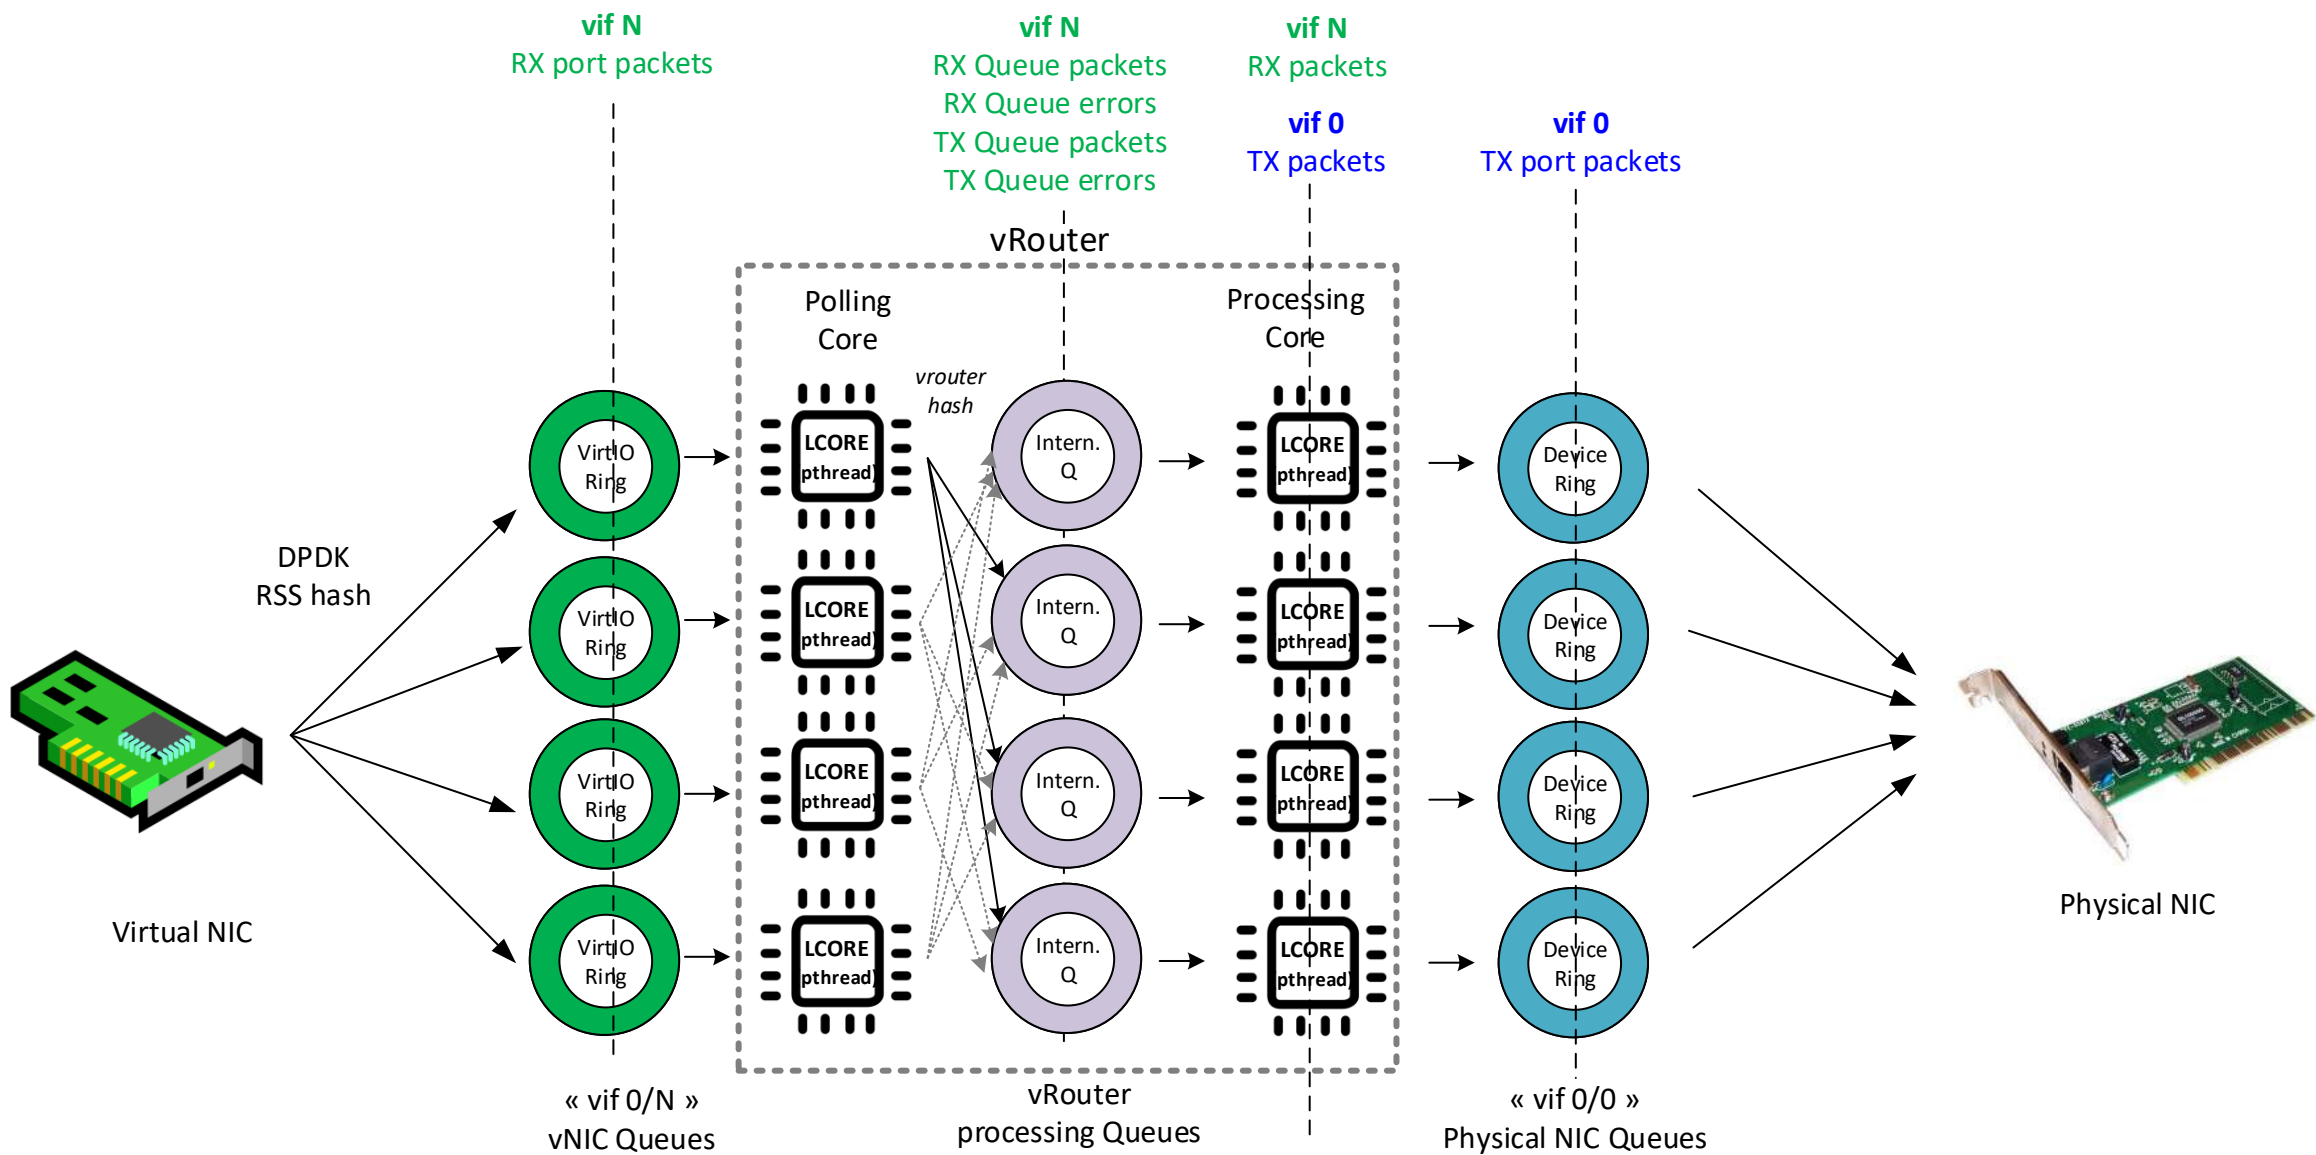 vif N
RX port packets
vif N
RX Queue packets
RX Queue errors
TX Queue packets
TX Queue errors
vif N
RX packets
vif 0
TX packets
vif 0
TX port packets
vRouter
Polling
Core
Processing
Core
vrouter
hash
DPDK
RSS hash
VirtIO
Ring
LCORE
pthread)
Intern.
Q
LCORE
pthread)
Device
Ring
VirtIO
Ring
LCORE
pthread)
Intern.
Q
LCORE
pthread)
Device
Ring
VirtIO
Ring
LCORE
pthread)
Intern.
Q
LCORE
pthread)
Device
Ring
VirtIO
Ring
LCORE
pthread)
Intern.
Q
LCORE
pthread)
Device
Ring
Virtual NIC
Physical NIC
« vif 0/N »
vNIC Queues
vRouter
processing Queues
« vif 0/0 »
Physical NIC Queues